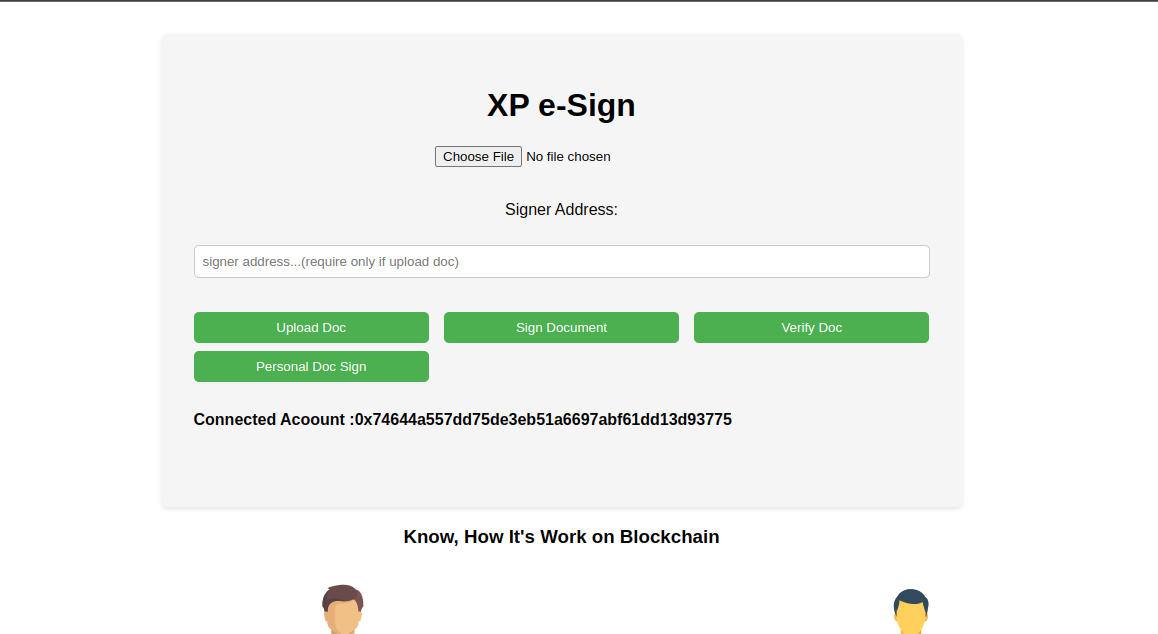 XP e-Sign
Choose File No file chosen
Signer Address:
signer address...(require only if upload doc)
Upload Doc
Sign Document
Verify Doc
Personal Doc Sign
Connected Acoount :0x74644a557dd75de3eb51a6697abf61dd13d93775
Know, How It's Work on Blockchain